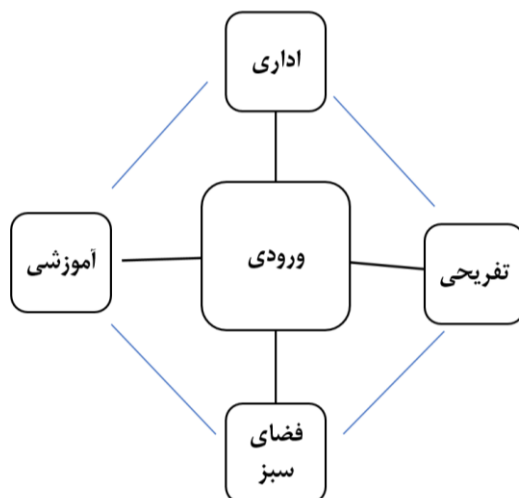 اداری
آموزشی
ورودی
تفریحی
فضای
سبز